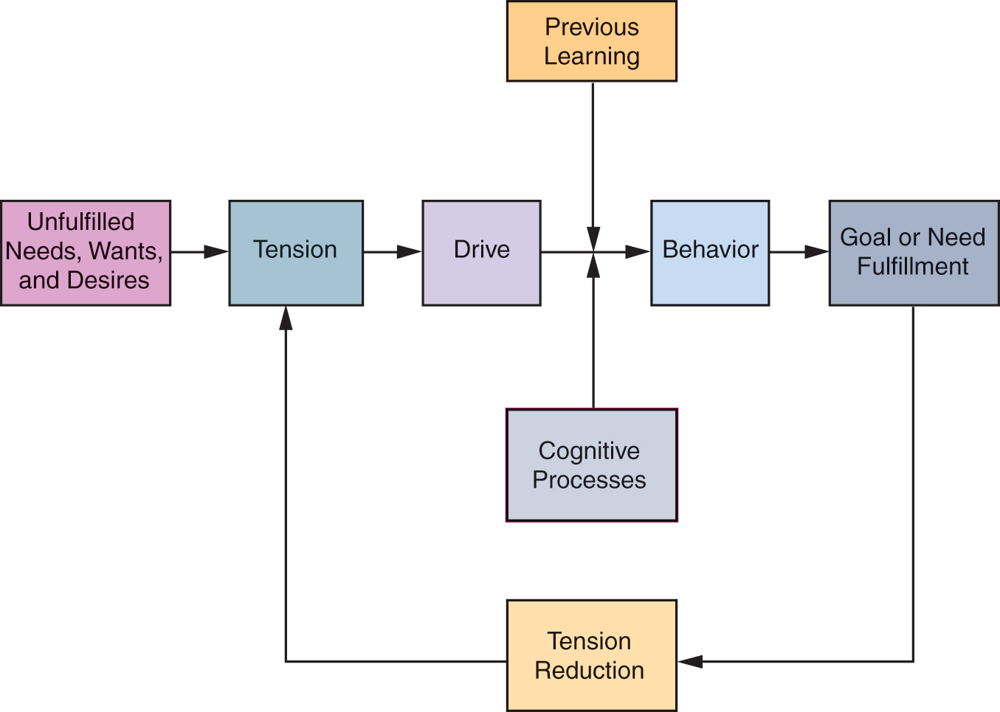 Previous
Learning
Unfulfilled
Needs, Wants,
and Desires
Tension
Drive
Behavior
Goal or Need
Fulfillment
Cognitive
Processes
Tension
Reduction